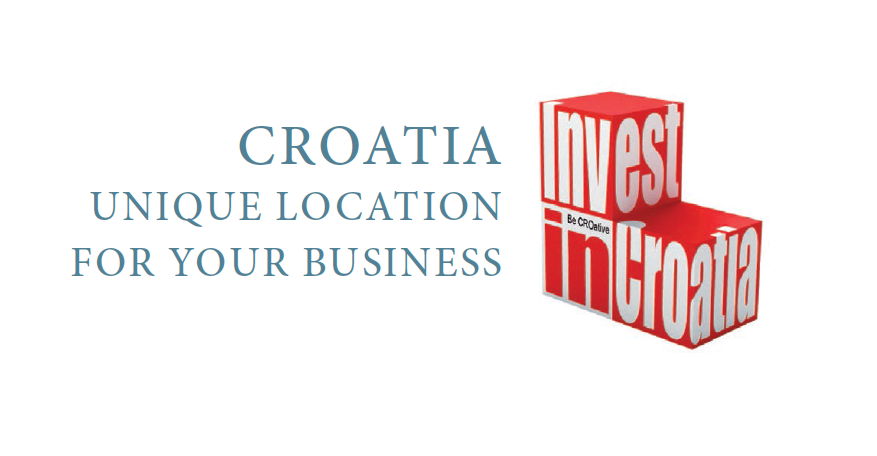 CROATIA
UNIQUE LOCATION
FOR YOUR BUSINESS
Invest
Be CROative
in Croatia